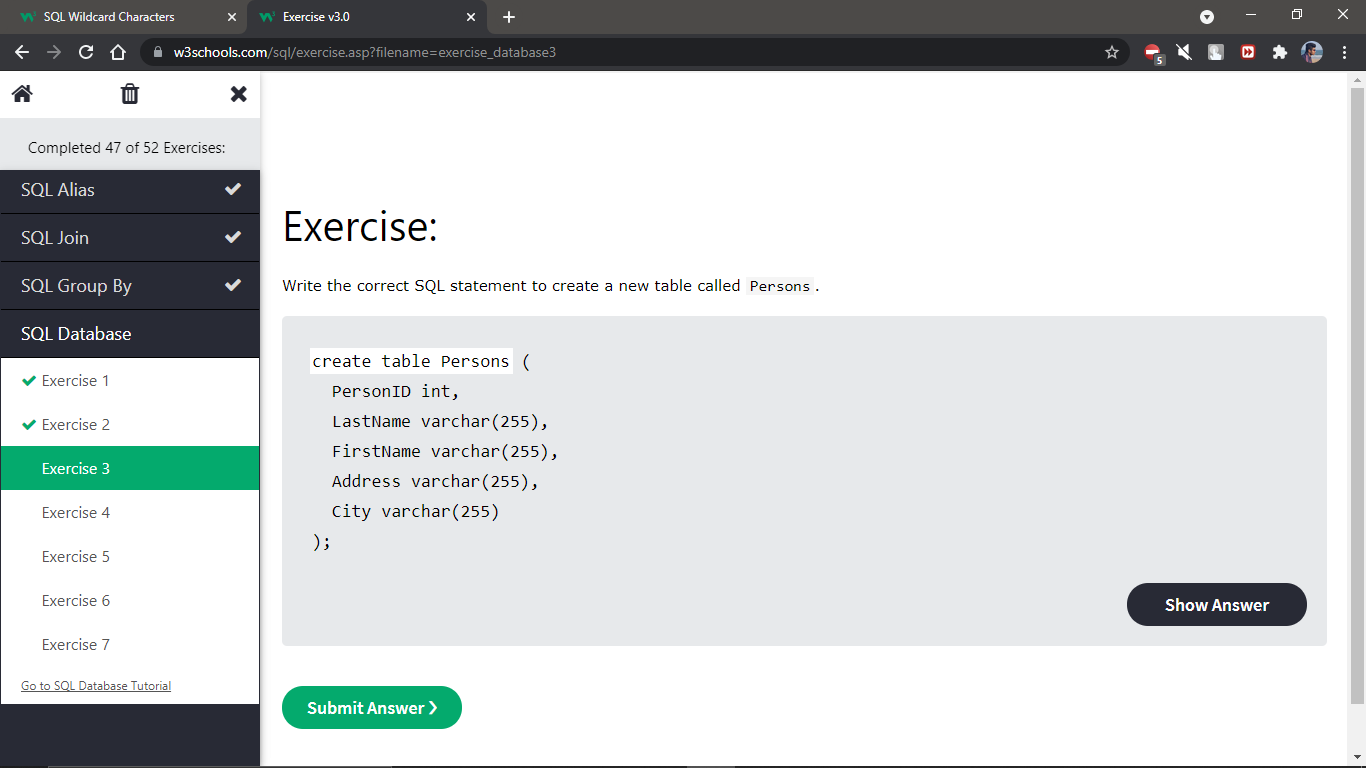 SQL Wildcard Characters
Exercise v3.0
w3schools.com/sql/exercise.asp?filename=exercise_database3
5
Completed 47 of 52 Exercises:
SQL Alias
SQL Join
SQL Group By
SQL Database
Exercise 1
Exercise 2
Exercise 3
Exercise 4
Exercise 5
Exercise 6
Exercise 7
Go to SQL Database Tutorial
Exercise:
Write the correct SQL statement to create a new table called Persons.
create table Persons (
PersonID int,
LastName varchar(255),
FirstName varchar(255),
Address varchar(255),
City varchar(255)
);
Show Answer
Submit Answer ❯